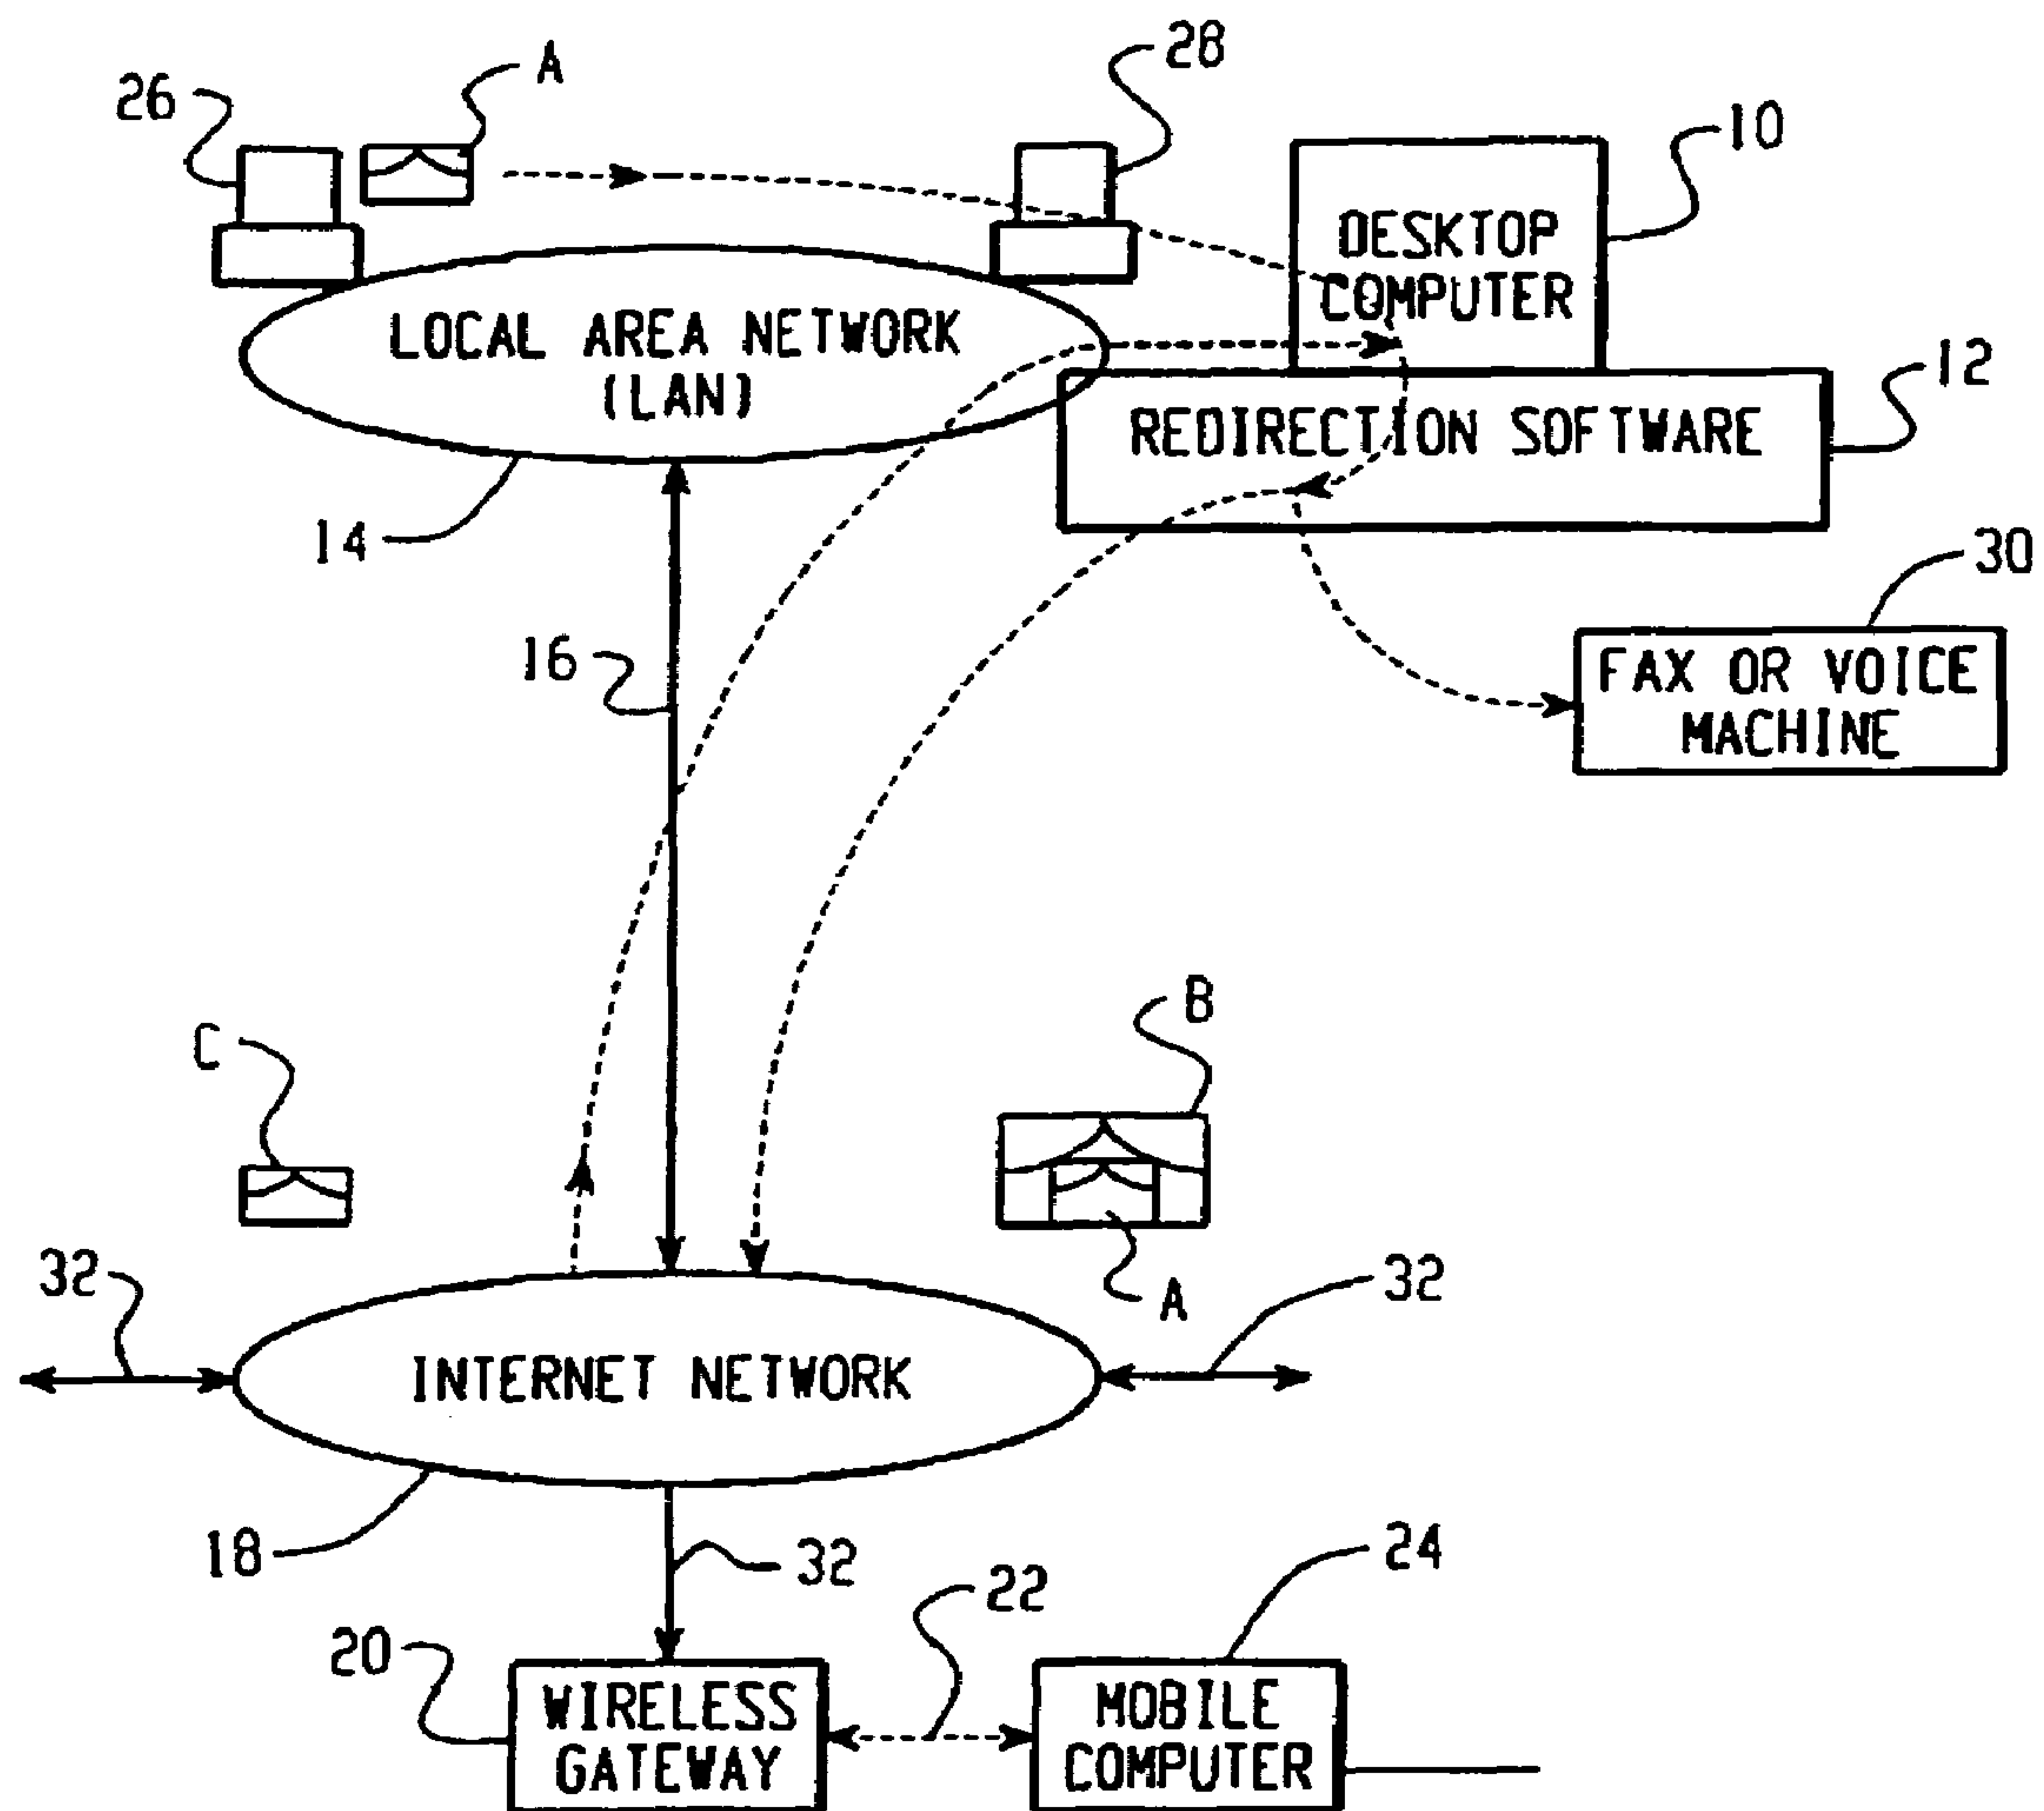 A
28
26
10
DESKTOP
COMPUTER
LOCAL AREA NETWORK
(LAN)
12
REDIRECTION SOFTWARE
14
30
16
FAX OR VOICE
MACHINE
B
C
32
A
32
INTERNET NETWORK
18
32
24
22
20
WIRELESS
GATEWAY
MOBILE
COMPUTER